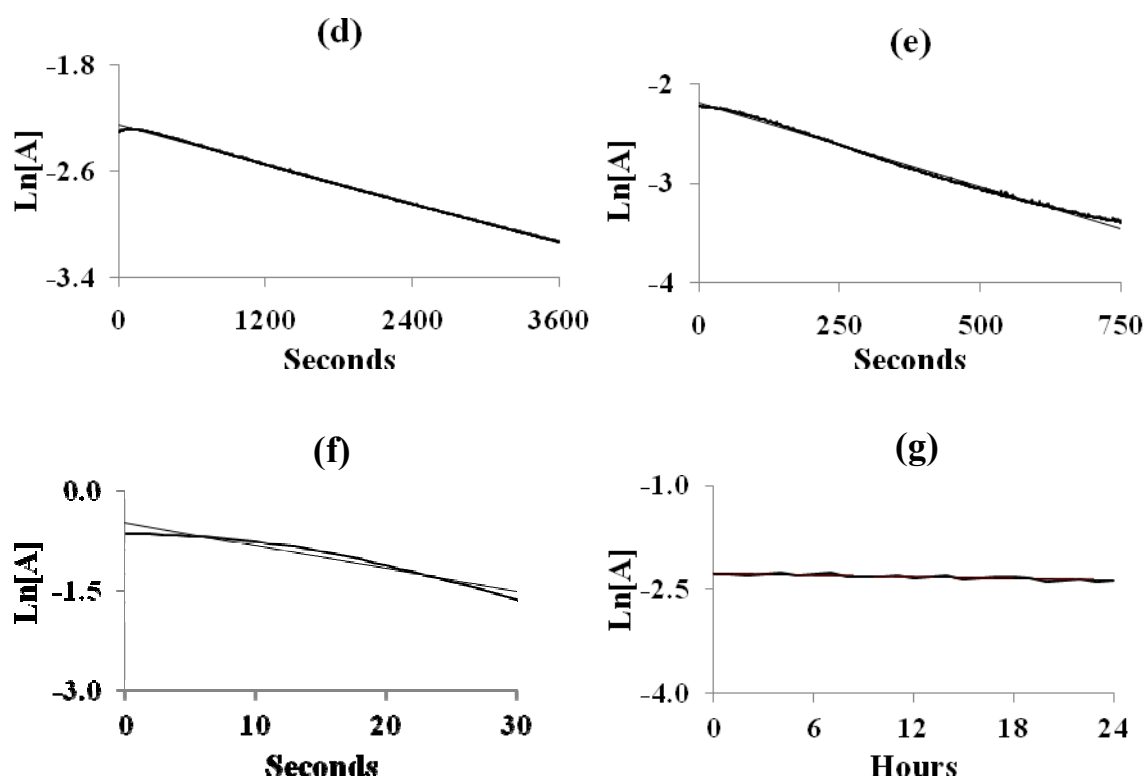 (d)
Ln[A]
-1.8
-2.6
-3.4
0 1200 2400 3600
Seconds
(e)
Ln[A]
-2
-3
-4
0 250 500 750
Seconds
(f)
Ln[A]
0.0
-1.5
-3.0
0 10 20 30
Seconds
(g)
Ln[A]
-1.0
-2.5
-4.0
0 6 12 18 24
Hours